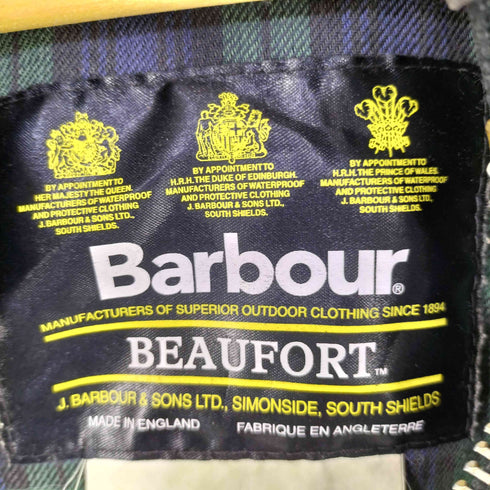 BY APPOINTMENT TO
HER MAJESTY THE QUEEN.
MANUFACTURERS OF WATERPROOF
AND PROTECTIVE CLOTHING
J. BARBOUR & SONS LTD.,
SOUTH SHIELDS.
BY APPOINTMENT TO
H.R.H. THE DUKE OF EDINBURGH.
MANUFACTURERS OF WATERPROOF
AND PROTECTIVE CLOTHING
J. BARBOUR & SONS LTD.,
SOUTH SHIELDS.
BY APPOINTMENT TO
H.R.H. THE PRINCE OF WALES.
MANUFACTURERS OF WATERPROOF
AND PROTECTIVE CLOTHING
J. BARBOUR & SONS LTD.,
SOUTH SHIELDS.
Barbour®
MANUFACTURERS OF SUPERIOR OUTDOOR CLOTHING SINCE 1894
BEAUFORT™
J. BARBOUR & SONS LTD., SIMONSIDE, SOUTH SHIELDS
MADE IN ENGLAND FABRIQUE EN ANGLETERRE